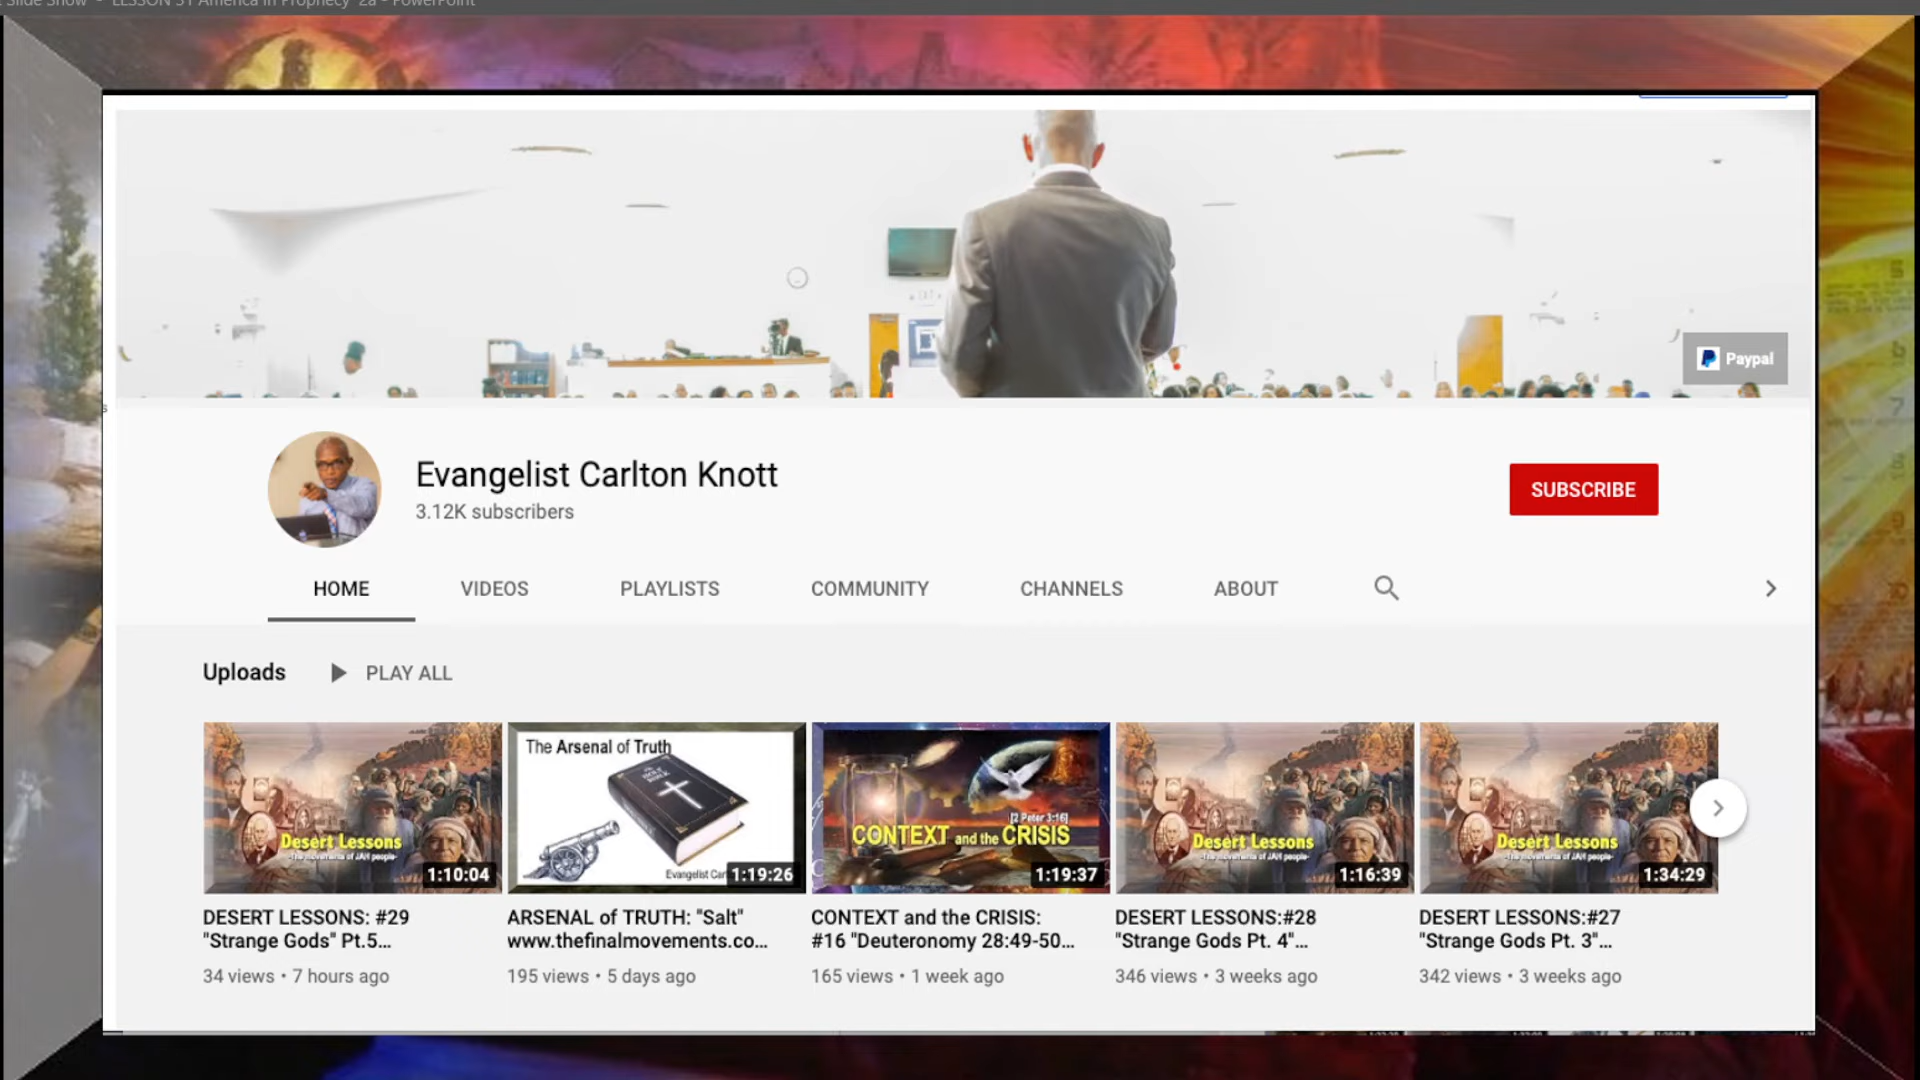 Slide Show - LESSON 31 America in Prophecy 2a - PowerPoint
Paypal
Evangelist Carlton Knott
3.12K subscribers
SUBSCRIBE
HOME VIDEOS PLAYLISTS COMMUNITY CHANNELS ABOUT
Uploads PLAY ALL
Desert Lessons
-The movements of JAH people-
1:10:04
The Arsenal of Truth
HOLY BIBLE
Evangelist Car
1:19:26
[2 Peter 3:16]
CONTEXT and the CRISIS
1:19:37
Desert Lessons
-The movements of JAH people-
1:16:39
Desert Lessons
-The movements of JAH people-
1:34:29
DESERT LESSONS: #29
"Strange Gods" Pt.5...
34 views • 7 hours ago
ARSENAL of TRUTH: "Salt"
www.thefinalmovements.co...
195 views • 5 days ago
CONTEXT and the CRISIS:
#16 "Deuteronomy 28:49-50...
165 views • 1 week ago
DESERT LESSONS:#28
"Strange Gods Pt. 4"...
346 views • 3 weeks ago
DESERT LESSONS:#27
"Strange Gods Pt. 3"...
342 views • 3 weeks ago